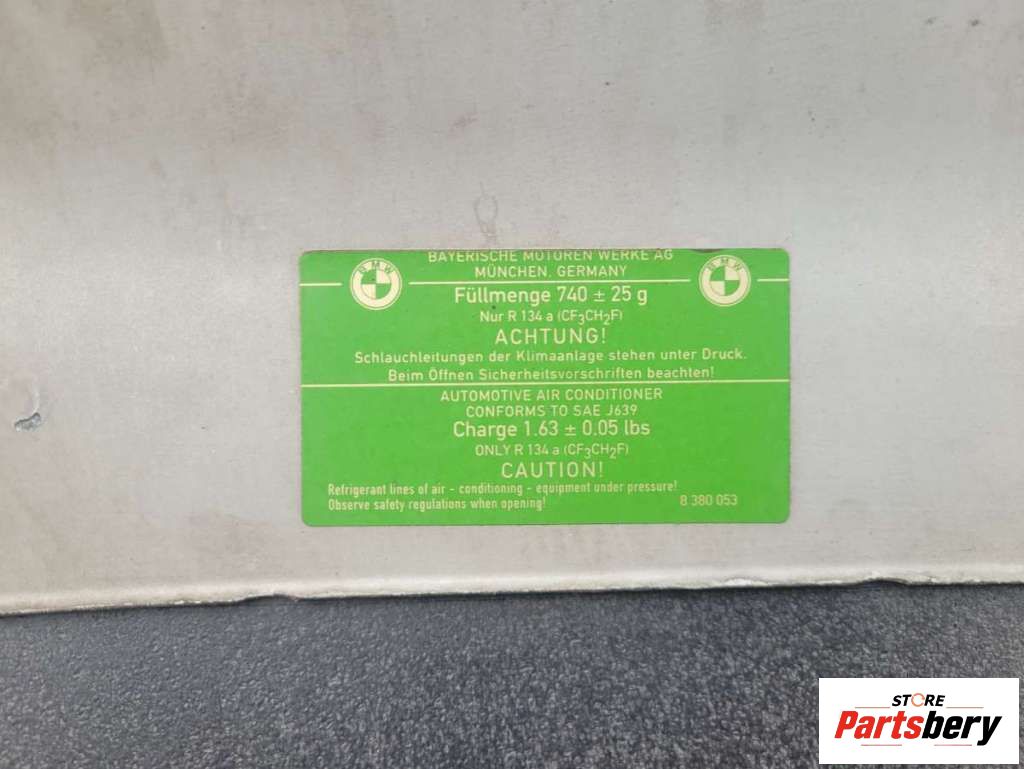 BAYERISCHE MOTOREN WERKE AG
MÜNCHEN, GERMANY
BMW
BMW
Füllmenge 740 ± 25 g
Nur R 134 a (CF₃CH₂F)
ACHTUNG!
Schlauchleitungen der Klimaanlage stehen unter Druck.
Beim Öffnen Sicherheitsvorschriften beachten!
AUTOMOTIVE AIR CONDITIONER
CONFORMS TO SAE J639
Charge 1.63 ± 0.05 lbs
ONLY R 134 a (CF₃CH₂F)
CAUTION!
Refrigerant lines of air - conditioning - equipment under pressure!
Observe safety regulations when opening!
8 380 053
STORE
Partsbery